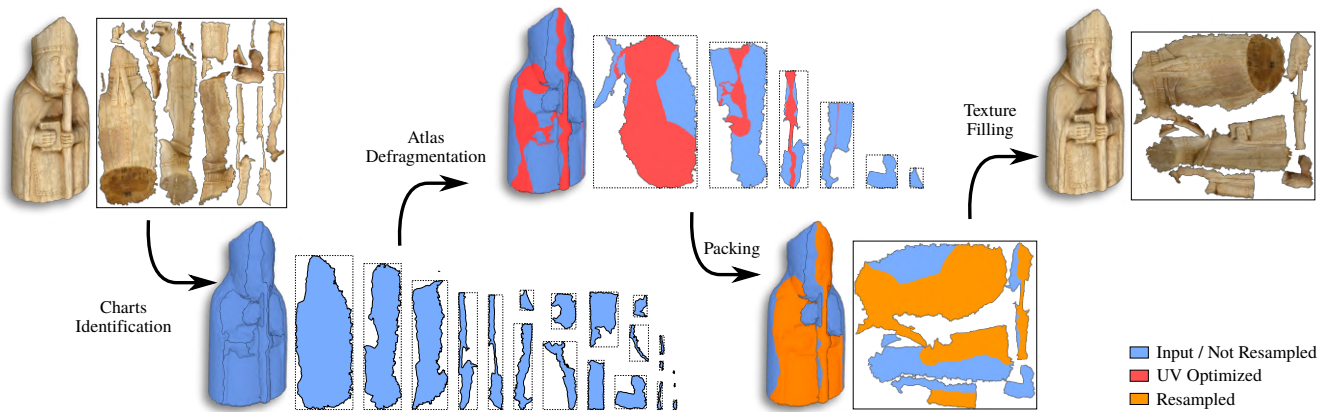 Charts
Identification
Atlas
Defragmentation
Packing
Texture
Filling
Input / Not Resampled
UV Optimized
Resampled